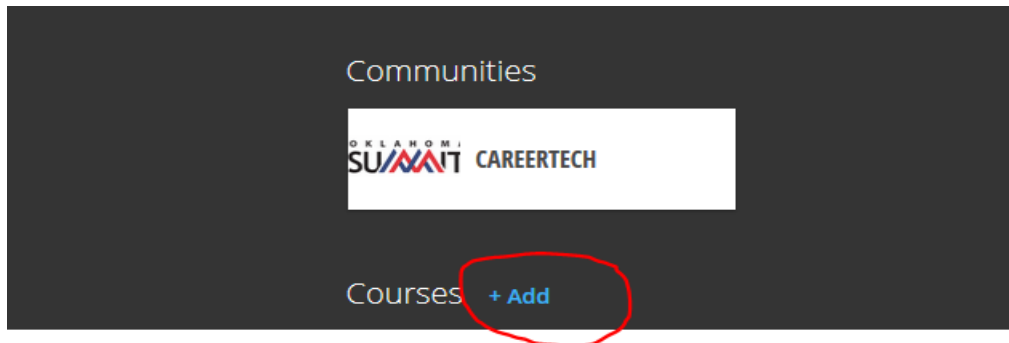 Communities
OKLAHOMA
SUMMIT CAREERTECH
Courses + Add